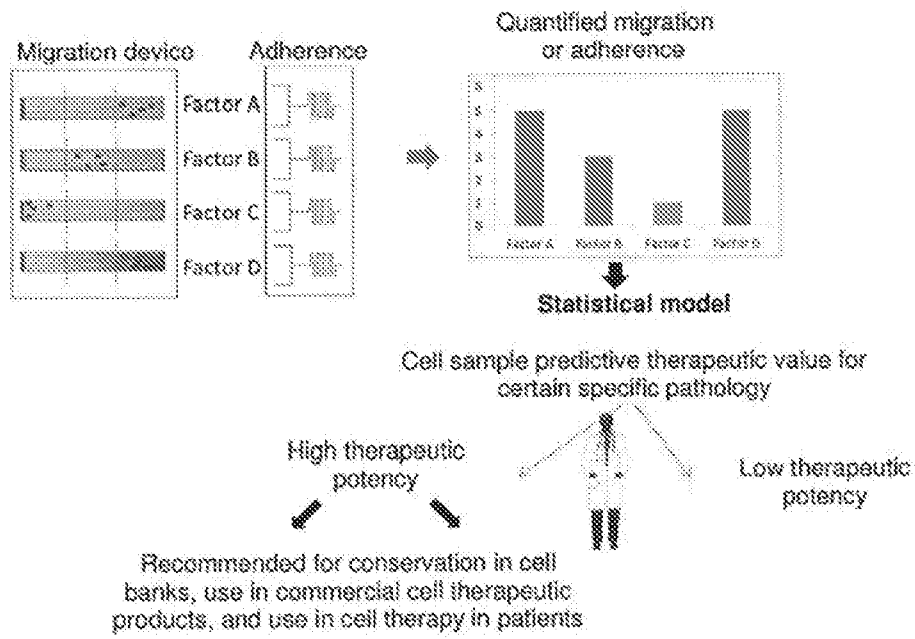 Migration device
Adherence
Quantified migration
or adherence
Factor A
Factor B
Factor C
Factor D
Factor A
Factor B
Factor C
Factor D
Statistical model
Cell sample predictive therapeutic value for
certain specific pathology
High therapeutic
potency
Low therapeutic
potency
Recommended for conservation in cell
banks, use in commercial cell therapeutic
products, and use in cell therapy in patients